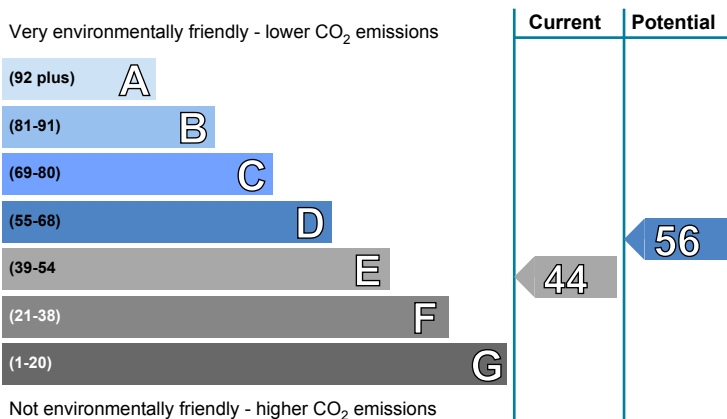 Current Potential
Very environmentally friendly - lower CO₂ emissions
(92 plus) A
(81-91) B
(69-80) C
(55-68) D
56
(39-54 E
44
(21-38) F
(1-20) G
Not environmentally friendly - higher CO₂ emissions